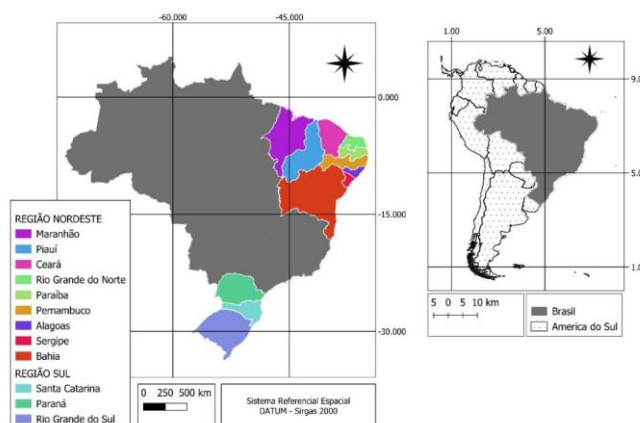 -60.000
-45.000
0.000
-15.000
-30.000
REGIÃO NORDESTE
Maranhão
Piauí
Ceará
Rio Grande do Norte
Paraíba
Pernambuco
Alagoas
Sergipe
Bahia
REGIÃO SUL
Santa Catarina
Paraná
Rio Grande do Sul
0 250 500 km
Sistema Referencial Espacial
DATUM - Sirgas 2000
1.00
5.00
9.0
5.0
1.0
5 0 5 10 km
Brasil
America do Sul